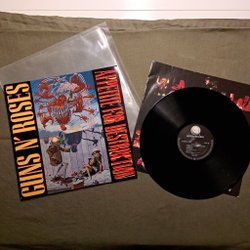 GUNS N' ROSES
APPETITE FOR DESTRUCTION